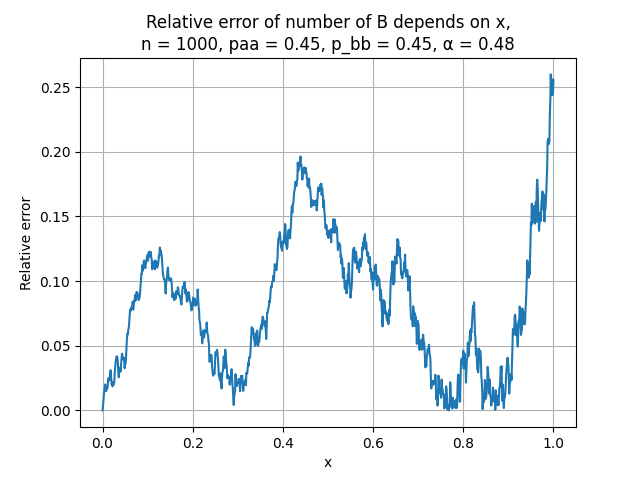 Relative error of number of B depends on x,
n = 1000, paa = 0.45, p_bb = 0.45, α = 0.48
0.25
0.20
0.15
0.10
0.05
0.00
Relative error
0.0 0.2 0.4 0.6 0.8 1.0
x